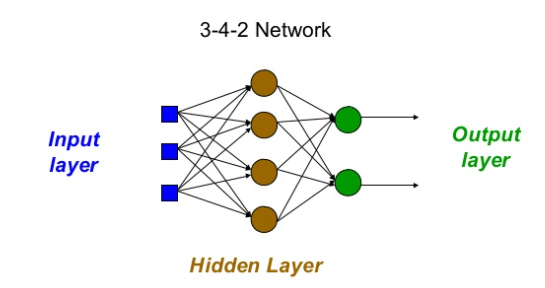 3-4-2 Network
Input
layer
Output
layer
Hidden Layer